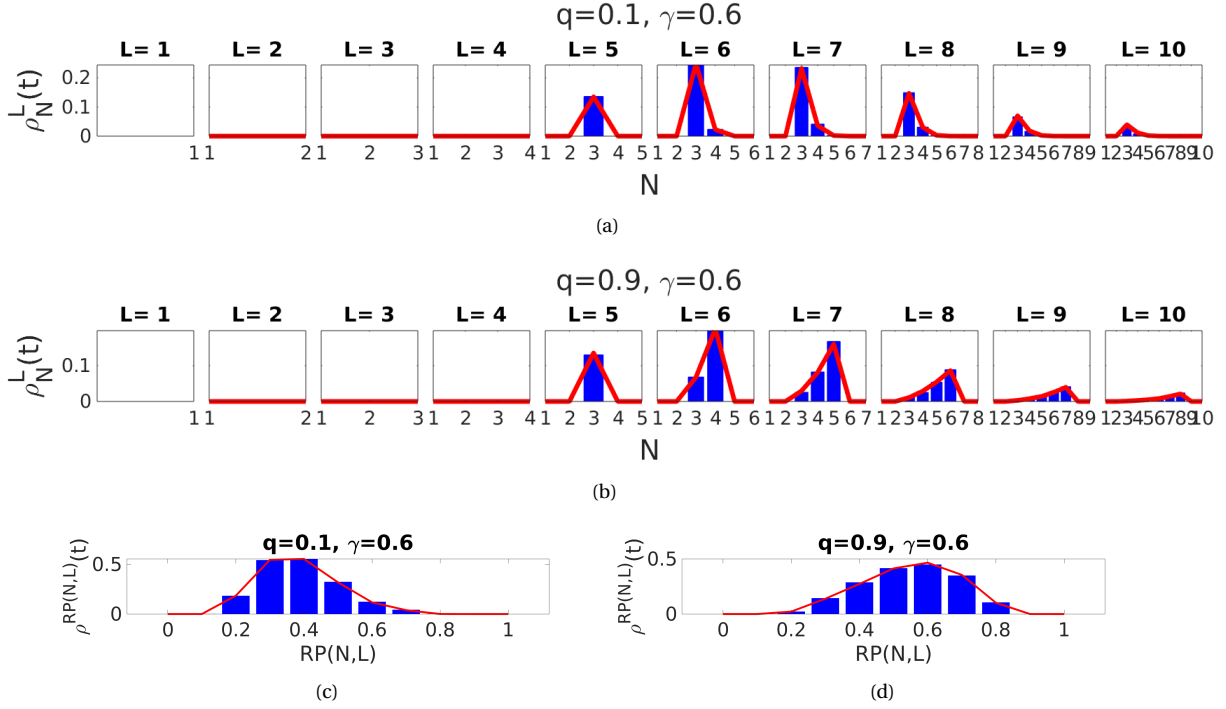 q=0.1, γ=0.6
L= 1 L= 2 L= 3 L= 4 L= 5 L= 6 L= 7 L= 8 L= 9 L= 10
ρ_N^L(t)
0.2
0.1
0
1 1 2 1 2 3 1 2 3 4 1 2 3 4 5 1 2 3 4 5 6 1 2 3 4 5 6 7 1 2 3 4 5 6 7 8 1 2 3 4 5 6 7 8 9 1 2 3 4 5 6 7 8 9 10
N
(a)
q=0.9, γ=0.6
L= 1 L= 2 L= 3 L= 4 L= 5 L= 6 L= 7 L= 8 L= 9 L= 10
ρ_N^L(t)
0.1
0
1 1 2 1 2 3 1 2 3 4 1 2 3 4 5 1 2 3 4 5 6 1 2 3 4 5 6 7 1 2 3 4 5 6 7 8 1 2 3 4 5 6 7 8 9 1 2 3 4 5 6 7 8 9 10
N
(b)
q=0.1, γ=0.6
ρ^RP(N,L)(t)
0.5
0
0 0.2 0.4 0.6 0.8 1
RP(N,L)
(c)
q=0.9, γ=0.6
ρ^RP(N,L)(t)
0.5
0
0 0.2 0.4 0.6 0.8 1
RP(N,L)
(d)